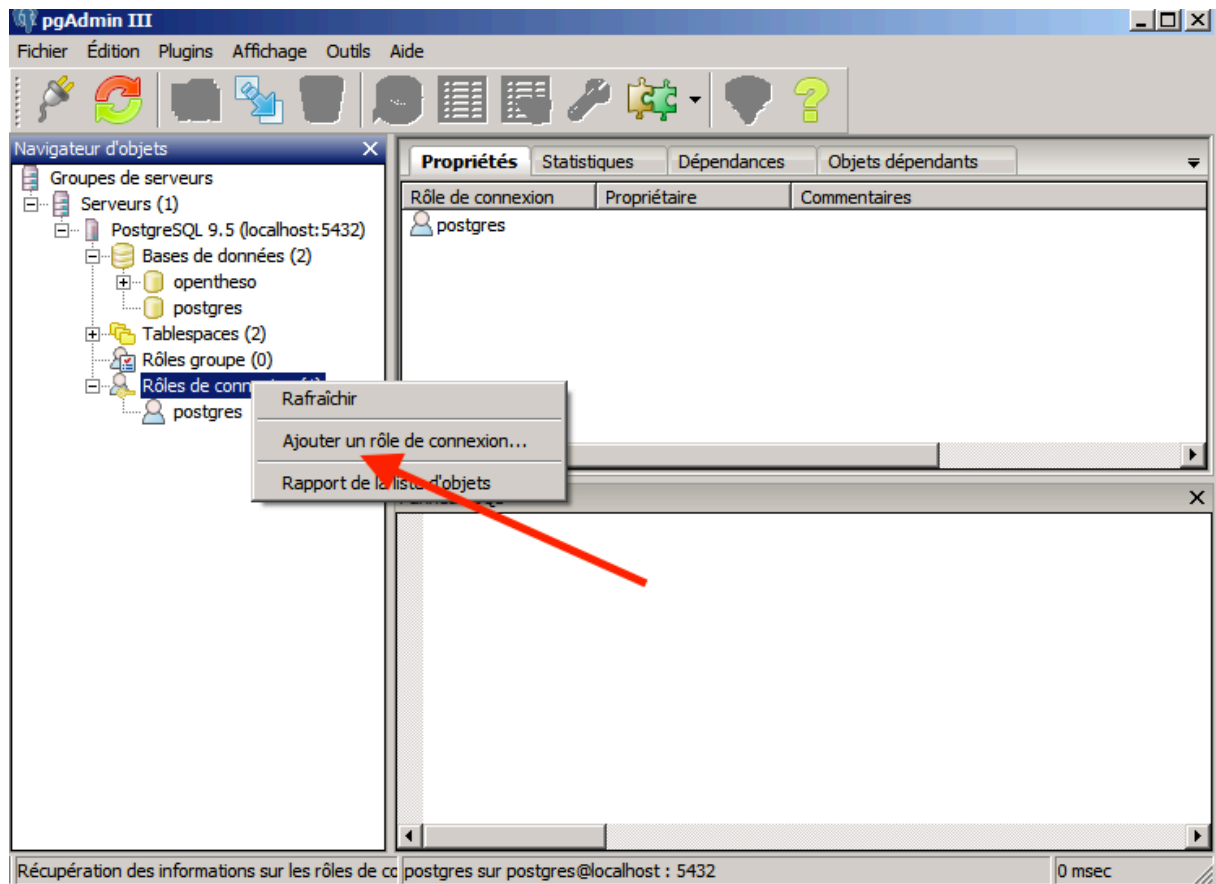 pgAdmin III
Fichier Édition Plugins Affichage Outils Aide
Navigateur d'objets
Groupes de serveurs
Serveurs (1)
PostgreSQL 9.5 (localhost:5432)
Bases de données (2)
opentheso
postgres
Tablespaces (2)
Rôles groupe (0)
Rôles de
postgres
Rafraîchir
Ajouter un rôle de connexion...
Rapport de la liste d'objets
Propriétés Statistiques Dépendances Objets dépendants
Rôle de connexion Propriétaire Commentaires
postgres
Récupération des informations sur les rôles de
postgres sur postgres@localhost : 5432
0 msec